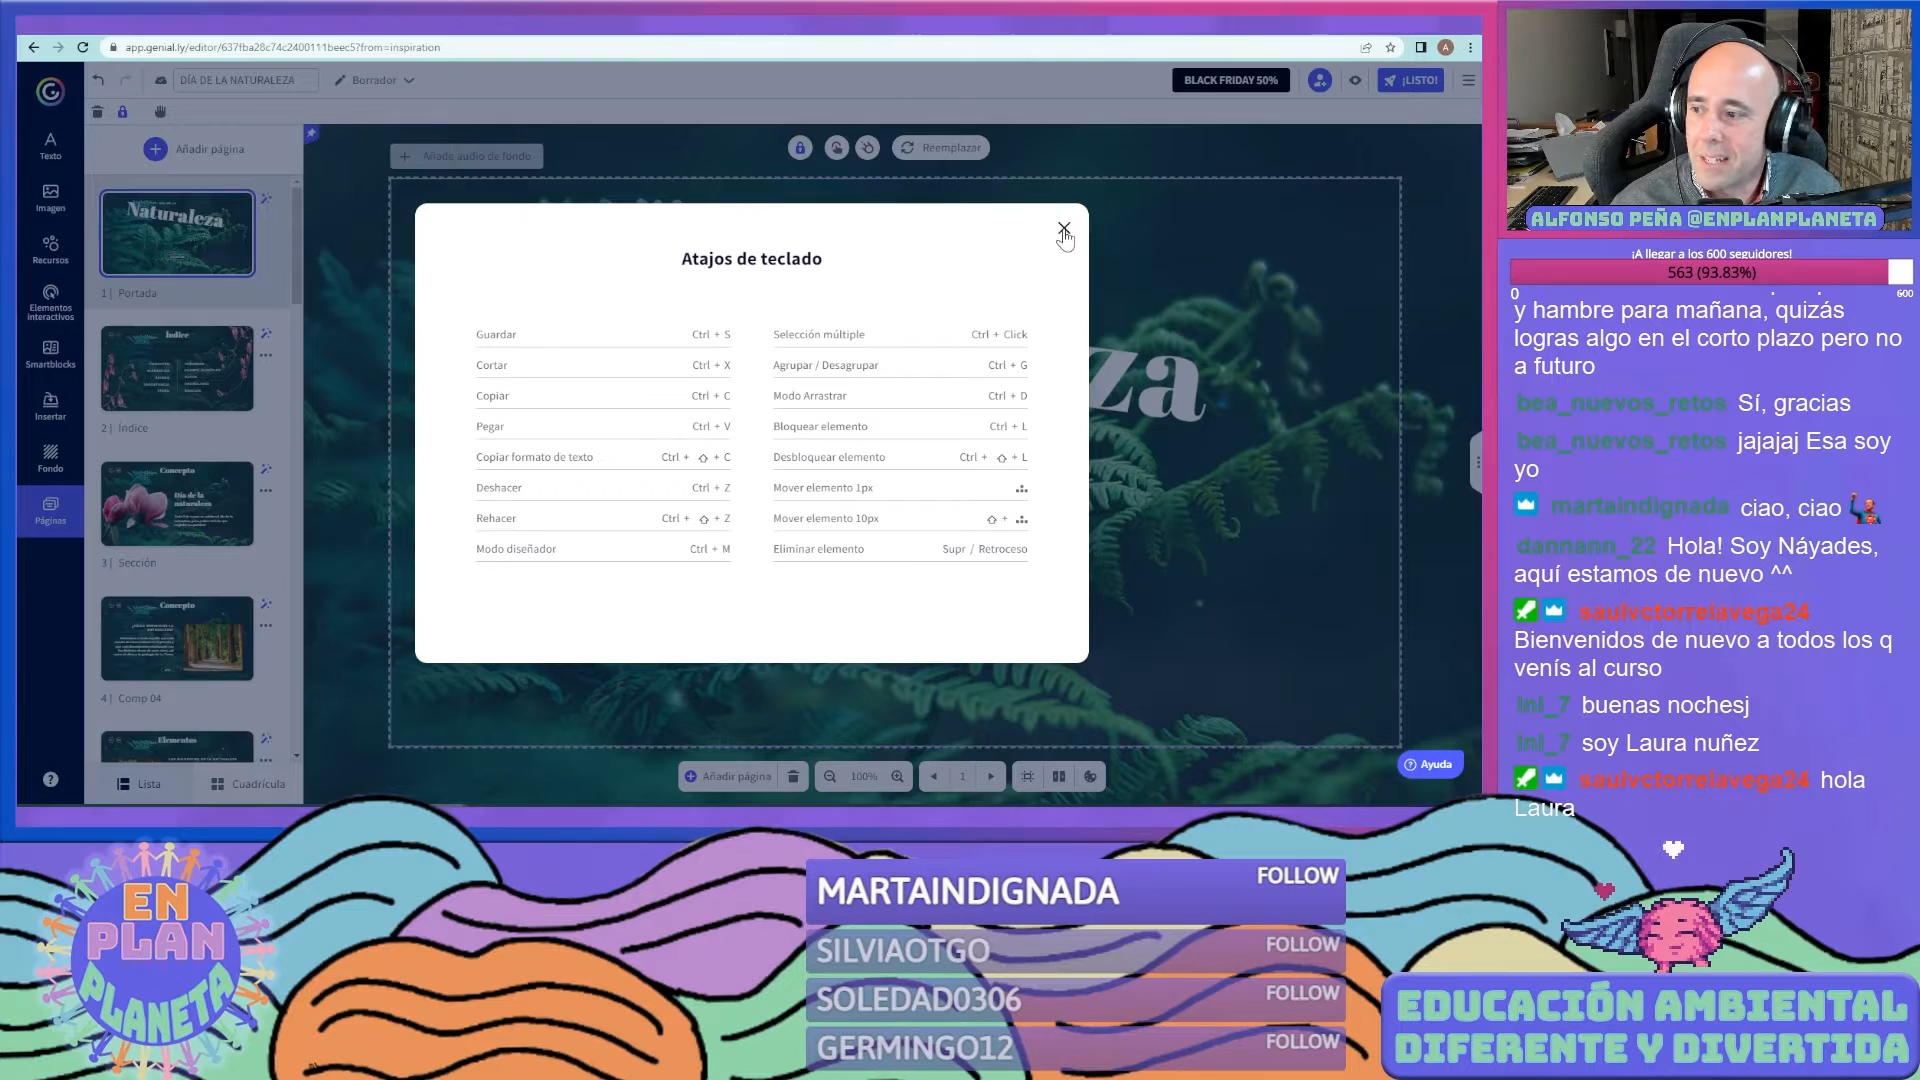 app.genial.ly/editor/637fba28c74c2400111beec5?from=inspiration
A
DÍA DE LA NATURALEZA
Borrador
BLACK FRIDAY 50%
¡LISTO!
Texto
Imagen
Recursos
Elementos
interactivos
Smartblocks
Insertar
Fondo
Páginas
Añadir página
Naturaleza
1 | Portada
Índice
2 | Índice
Concepto
Día de la
naturaleza
3 | Sección
Concepto
4 | Comp 04
Elementos
Lista
Cuadrícula
Añade audio de fondo
Reemplazar
za
Atajos de teclado
Guardar Ctrl + S
Cortar Ctrl + X
Copiar Ctrl + C
Pegar Ctrl + V
Copiar formato de texto Ctrl + ⇧ + C
Deshacer Ctrl + Z
Rehacer Ctrl + ⇧ + Z
Modo diseñador Ctrl + M
Selección múltiple Ctrl + Click
Agrupar / Desagrupar Ctrl + G
Modo Arrastrar Ctrl + D
Bloquear elemento Ctrl + L
Desbloquear elemento Ctrl + ⇧ + L
Mover elemento 1px
Mover elemento 10px ⇧ +
Eliminar elemento Supr / Retroceso
Añadir página
100%
1
Ayuda
ALFONSO PEÑA @ENPLANPLANETA
¡A llegar a los 600 seguidores!
563 (93.83%)
0
600
y hambre para mañana, quizás
logras algo en el corto plazo pero no
a futuro
bea_nuevos_retos Sí, gracias
bea_nuevos_retos jajajaj Esa soy
yo
martaindignada ciao, ciao
dannann_22 Hola! Soy Náyades,
aquí estamos de nuevo ^^
saulvctorrelavega24
Bienvenidos de nuevo a todos los q
venís al curso
lnl_7 buenas nochesj
lnl_7 soy Laura nuñez
saulvctorrelavega24 hola
Laura
EN
PLAN
PLANETA
MARTAINDIGNADA FOLLOW
SILVIAOTGO FOLLOW
SOLEDAD0306 FOLLOW
GERMINGO12 FOLLOW
EDUCACIÓN AMBIENTAL
DIFERENTE Y DIVERTIDA